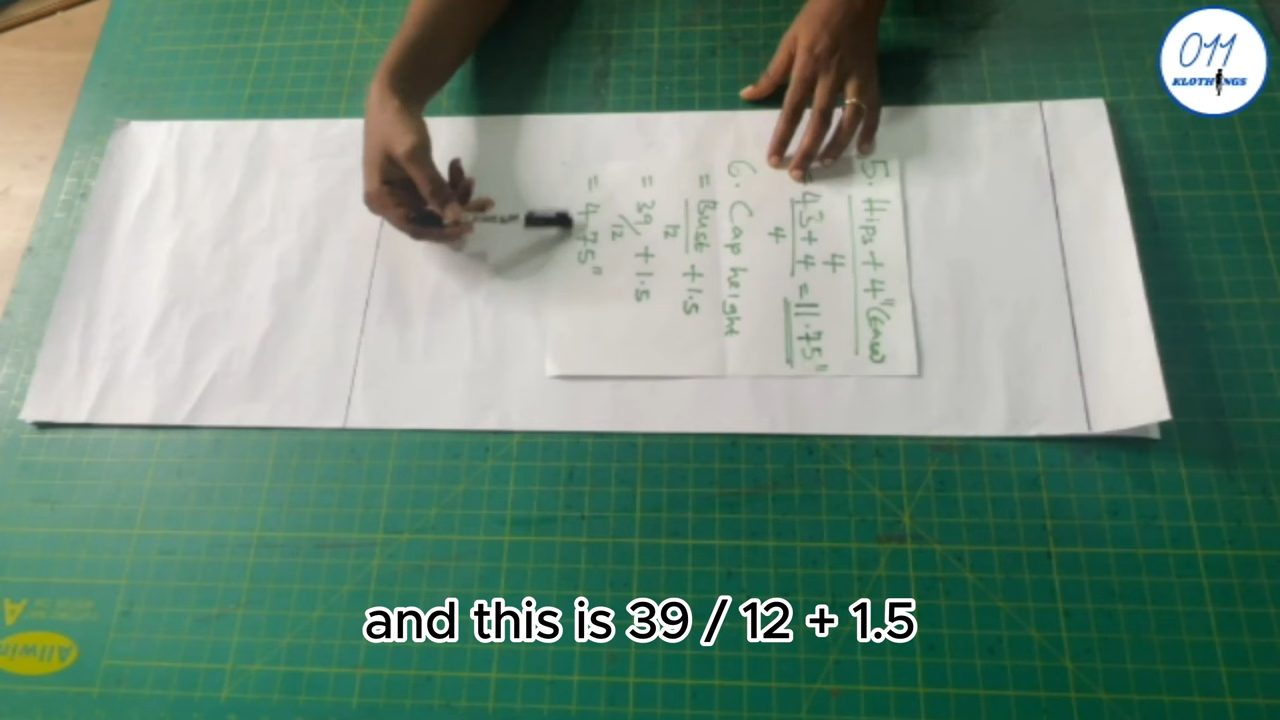 011
KLOTHINGS
5. Hips + 4" (Ease)
4
= 43 + 4 = 11.75"
4
6. Cap height
= Bust + 1.5
12
= 39/12 + 1.5
= 4.75"
and this is 39 / 12 + 1.5
Allwin
A